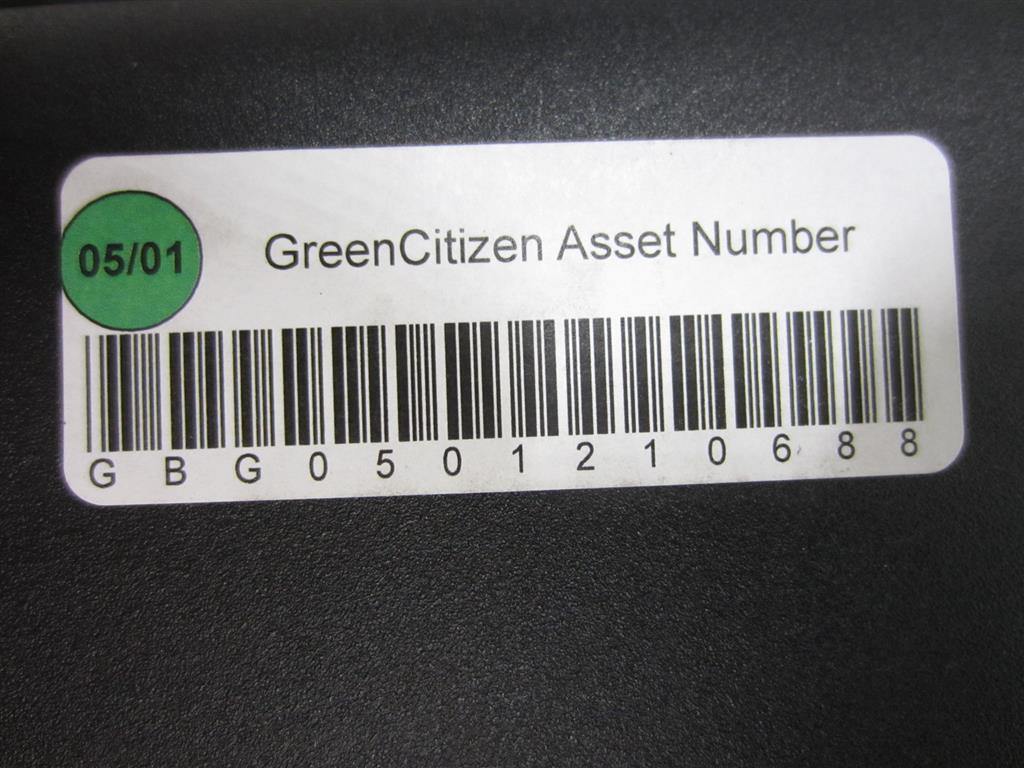 05/01
GreenCitizen Asset Number
G B G 0 5 0 1 2 1 0 6 8 8